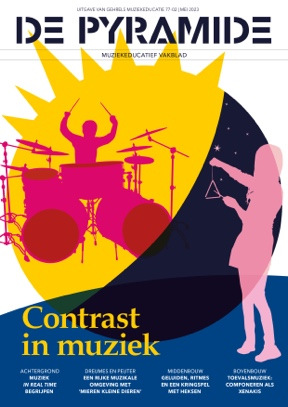 UITGAVE VAN GEHRELS MUZIEKEDUCATIE 77-02 | MEI 2023
DE PYRAMIDE
MUZIEKEDUCATIEF VAKBLAD
Contrast
in muziek
ACHTERGROND
MUZIEK
IN REAL TIME
BEGRIJPEN
DREUMES EN PEUTER
EEN RIJKE MUZIKALE
OMGEVING MET
'MIEREN KLEINE DIEREN'
MIDDENBOUW
GELUIDEN, RITMES
EN EEN KRINGSPEL
MET HEKSEN
BOVENBOUW
TOEVALSMUZIEK:
COMPONEREN ALS
XENAKIS